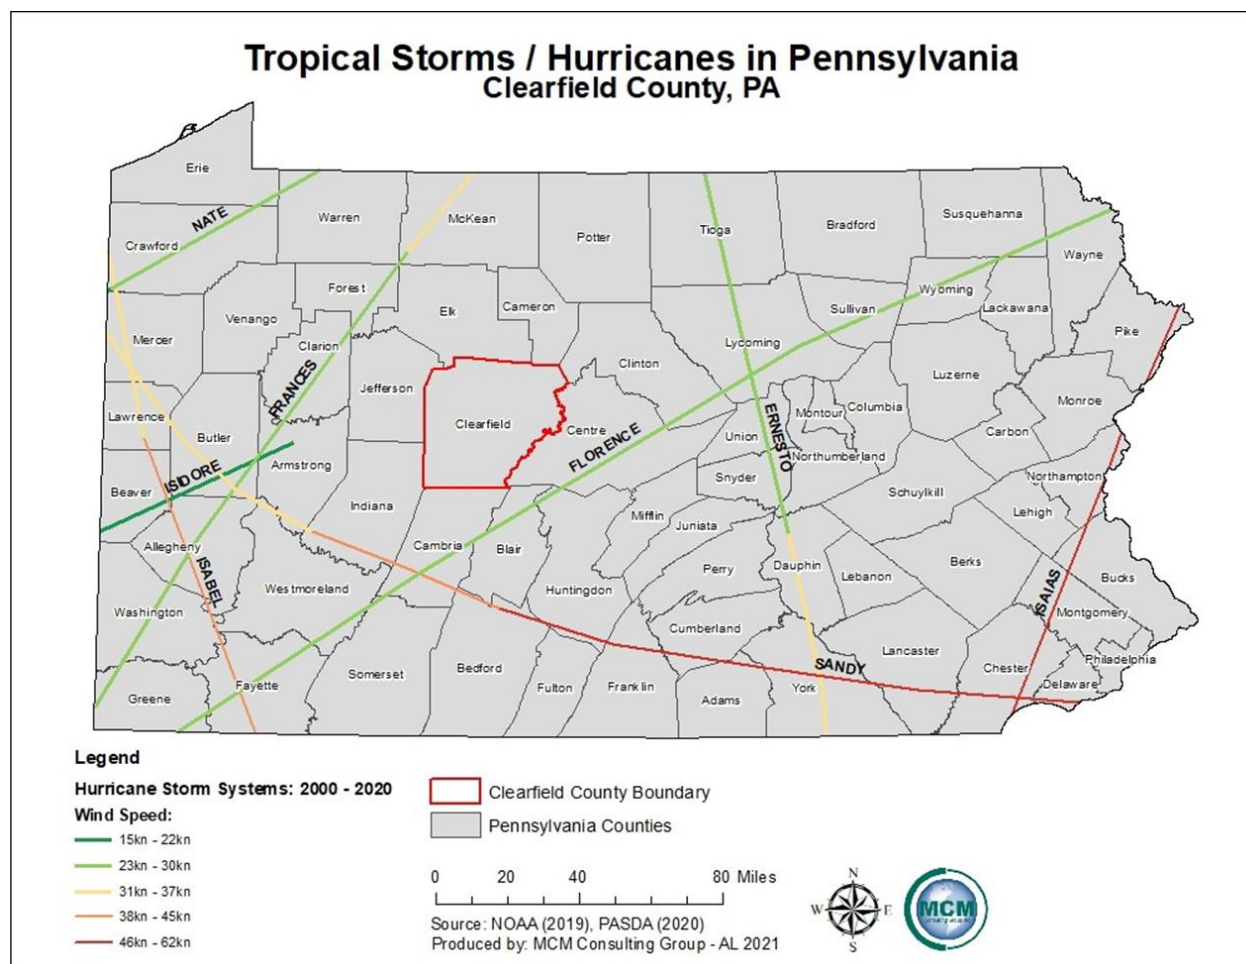 Tropical Storms / Hurricanes in Pennsylvania
Clearfield County, PA
Erie
NATE
Warren
McKean
Crawford
Potter
Tioga
Bradford
Susquehanna
Wayne
Forest
Elk
Cameron
Venango
Clarion
Mercer
Wyoming
Lackawana
Sullivan
Pike
Lycoming
Clinton
Jefferson
FRANCES
Luzerne
Monroe
Lawrence
Butler
Clearfield
Centre
FLORENCE
ERNESTO
Montour
Columbia
Carbon
Union
Northumberland
ISIDORE
Armstrong
Beaver
Indiana
Snyder
Northampton
Schuylkill
Mifflin
Juniata
Lehigh
Allegheny
Cambria
Blair
ISABEL
Westmoreland
Huntingdon
Perry
Dauphin
Lebanon
Berks
Bucks
ISAIAS
Montgomery
Washington
Cumberland
Lancaster
Philadelphia
SANDY
Chester
Delaware
Somerset
Bedford
Fayette
Greene
Fulton
Franklin
Adams
York
Legend
Hurricane Storm Systems: 2000 - 2020
Wind Speed:
15kn - 22kn
23kn - 30kn
31kn - 37kn
38kn - 45kn
46kn - 62kn
Clearfield County Boundary
Pennsylvania Counties
0 20 40 80 Miles
Source: NOAA (2019), PASDA (2020)
Produced by: MCM Consulting Group - AL 2021
N
W E
S
MCM